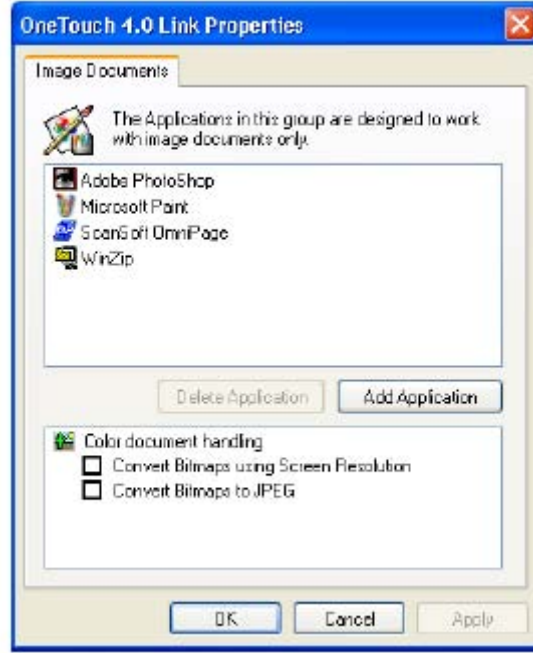 OneTouch 4.0 Link Properties
Image Documents
The Applications in this group are designed to work
with image documents only.
Adobe PhotoShop
Microsoft Paint
ScanSoft OmniPage
WinZip
Delete Application Add Application
Color document handling
Convert Bitmaps using Screen Resolution
Convert Bitmaps to JPEG
OK Cancel Apply